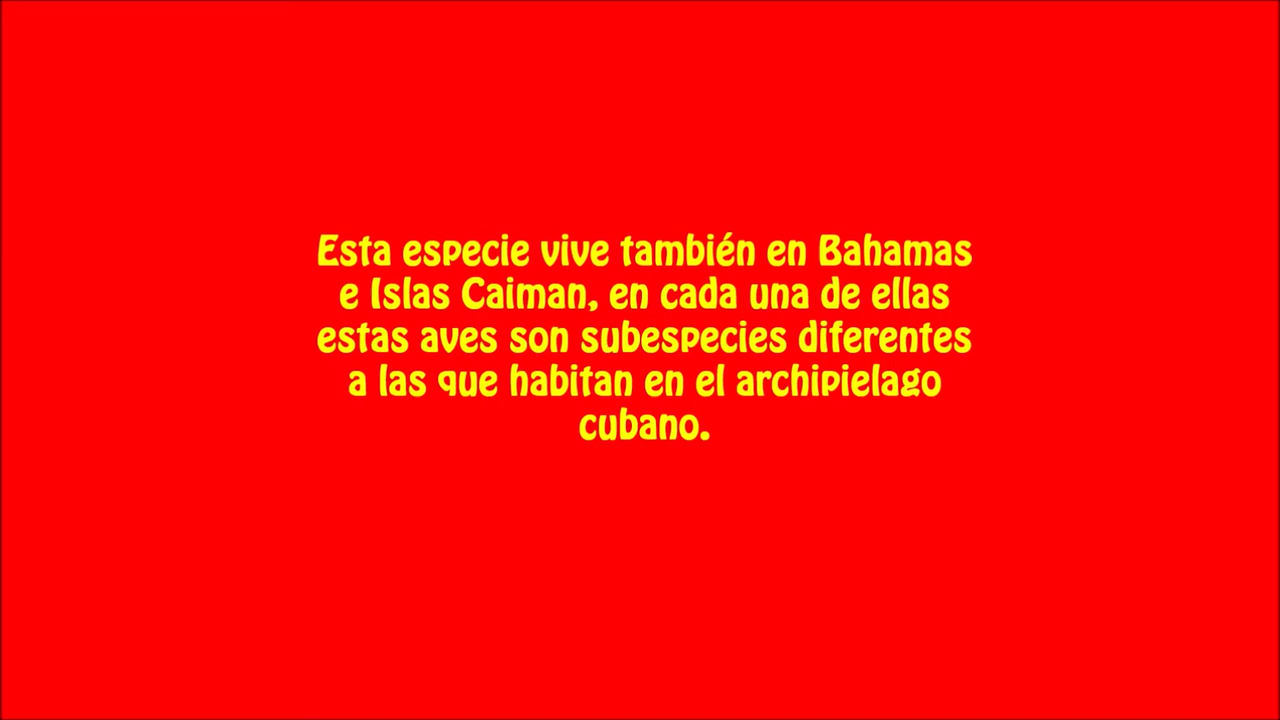 Esta especie vive también en Bahamas
e Islas Caiman, en cada una de ellas
estas aves son subespecies diferentes
a las que habitan en el archipielago
cubano.